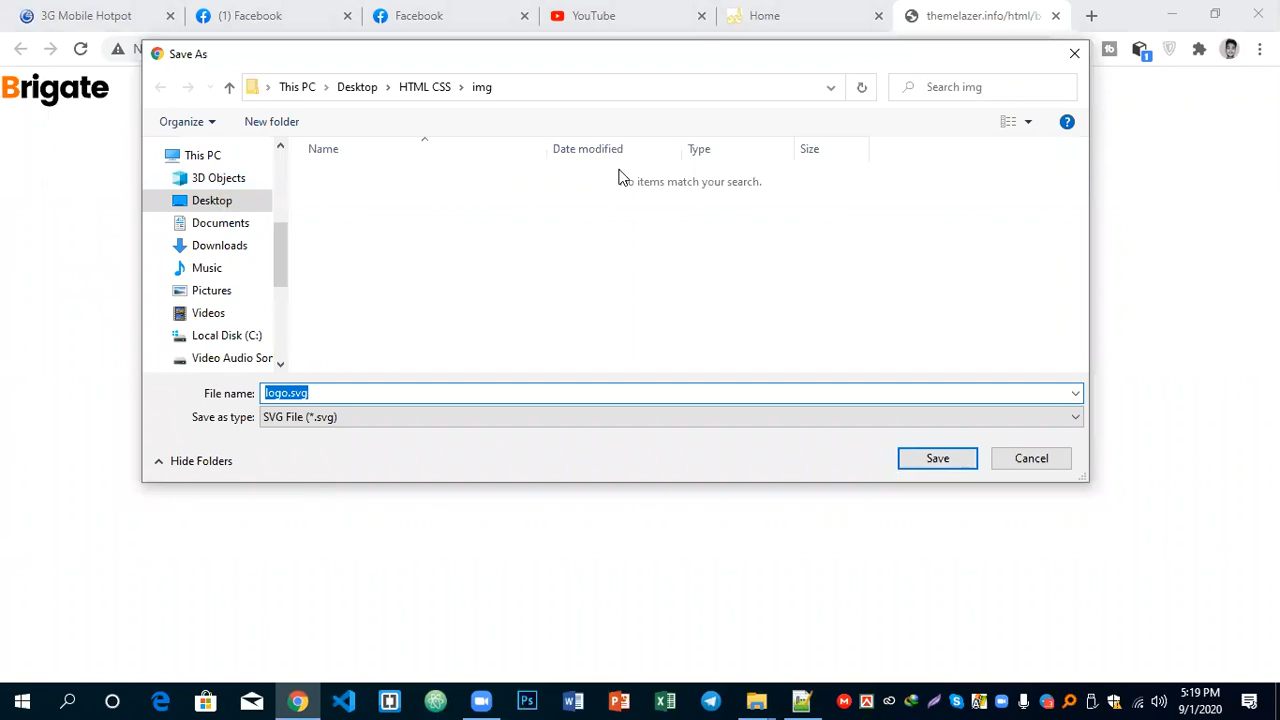 3G Mobile Hotpot
(1) Facebook
Facebook
YouTube
Home
themelazer.info/html/b
Brigate
Save As
This PC > Desktop > HTML CSS > img
Search img
Organize
New folder
Name
Date modified
Type
Size
items match your search.
This PC
3D Objects
Desktop
Documents
Downloads
Music
Pictures
Videos
Local Disk (C:)
Video Audio Sor
File name:
logo.svg
Save as type:
SVG File (*.svg)
Hide Folders
Save
Cancel
5:19 PM
9/1/2020